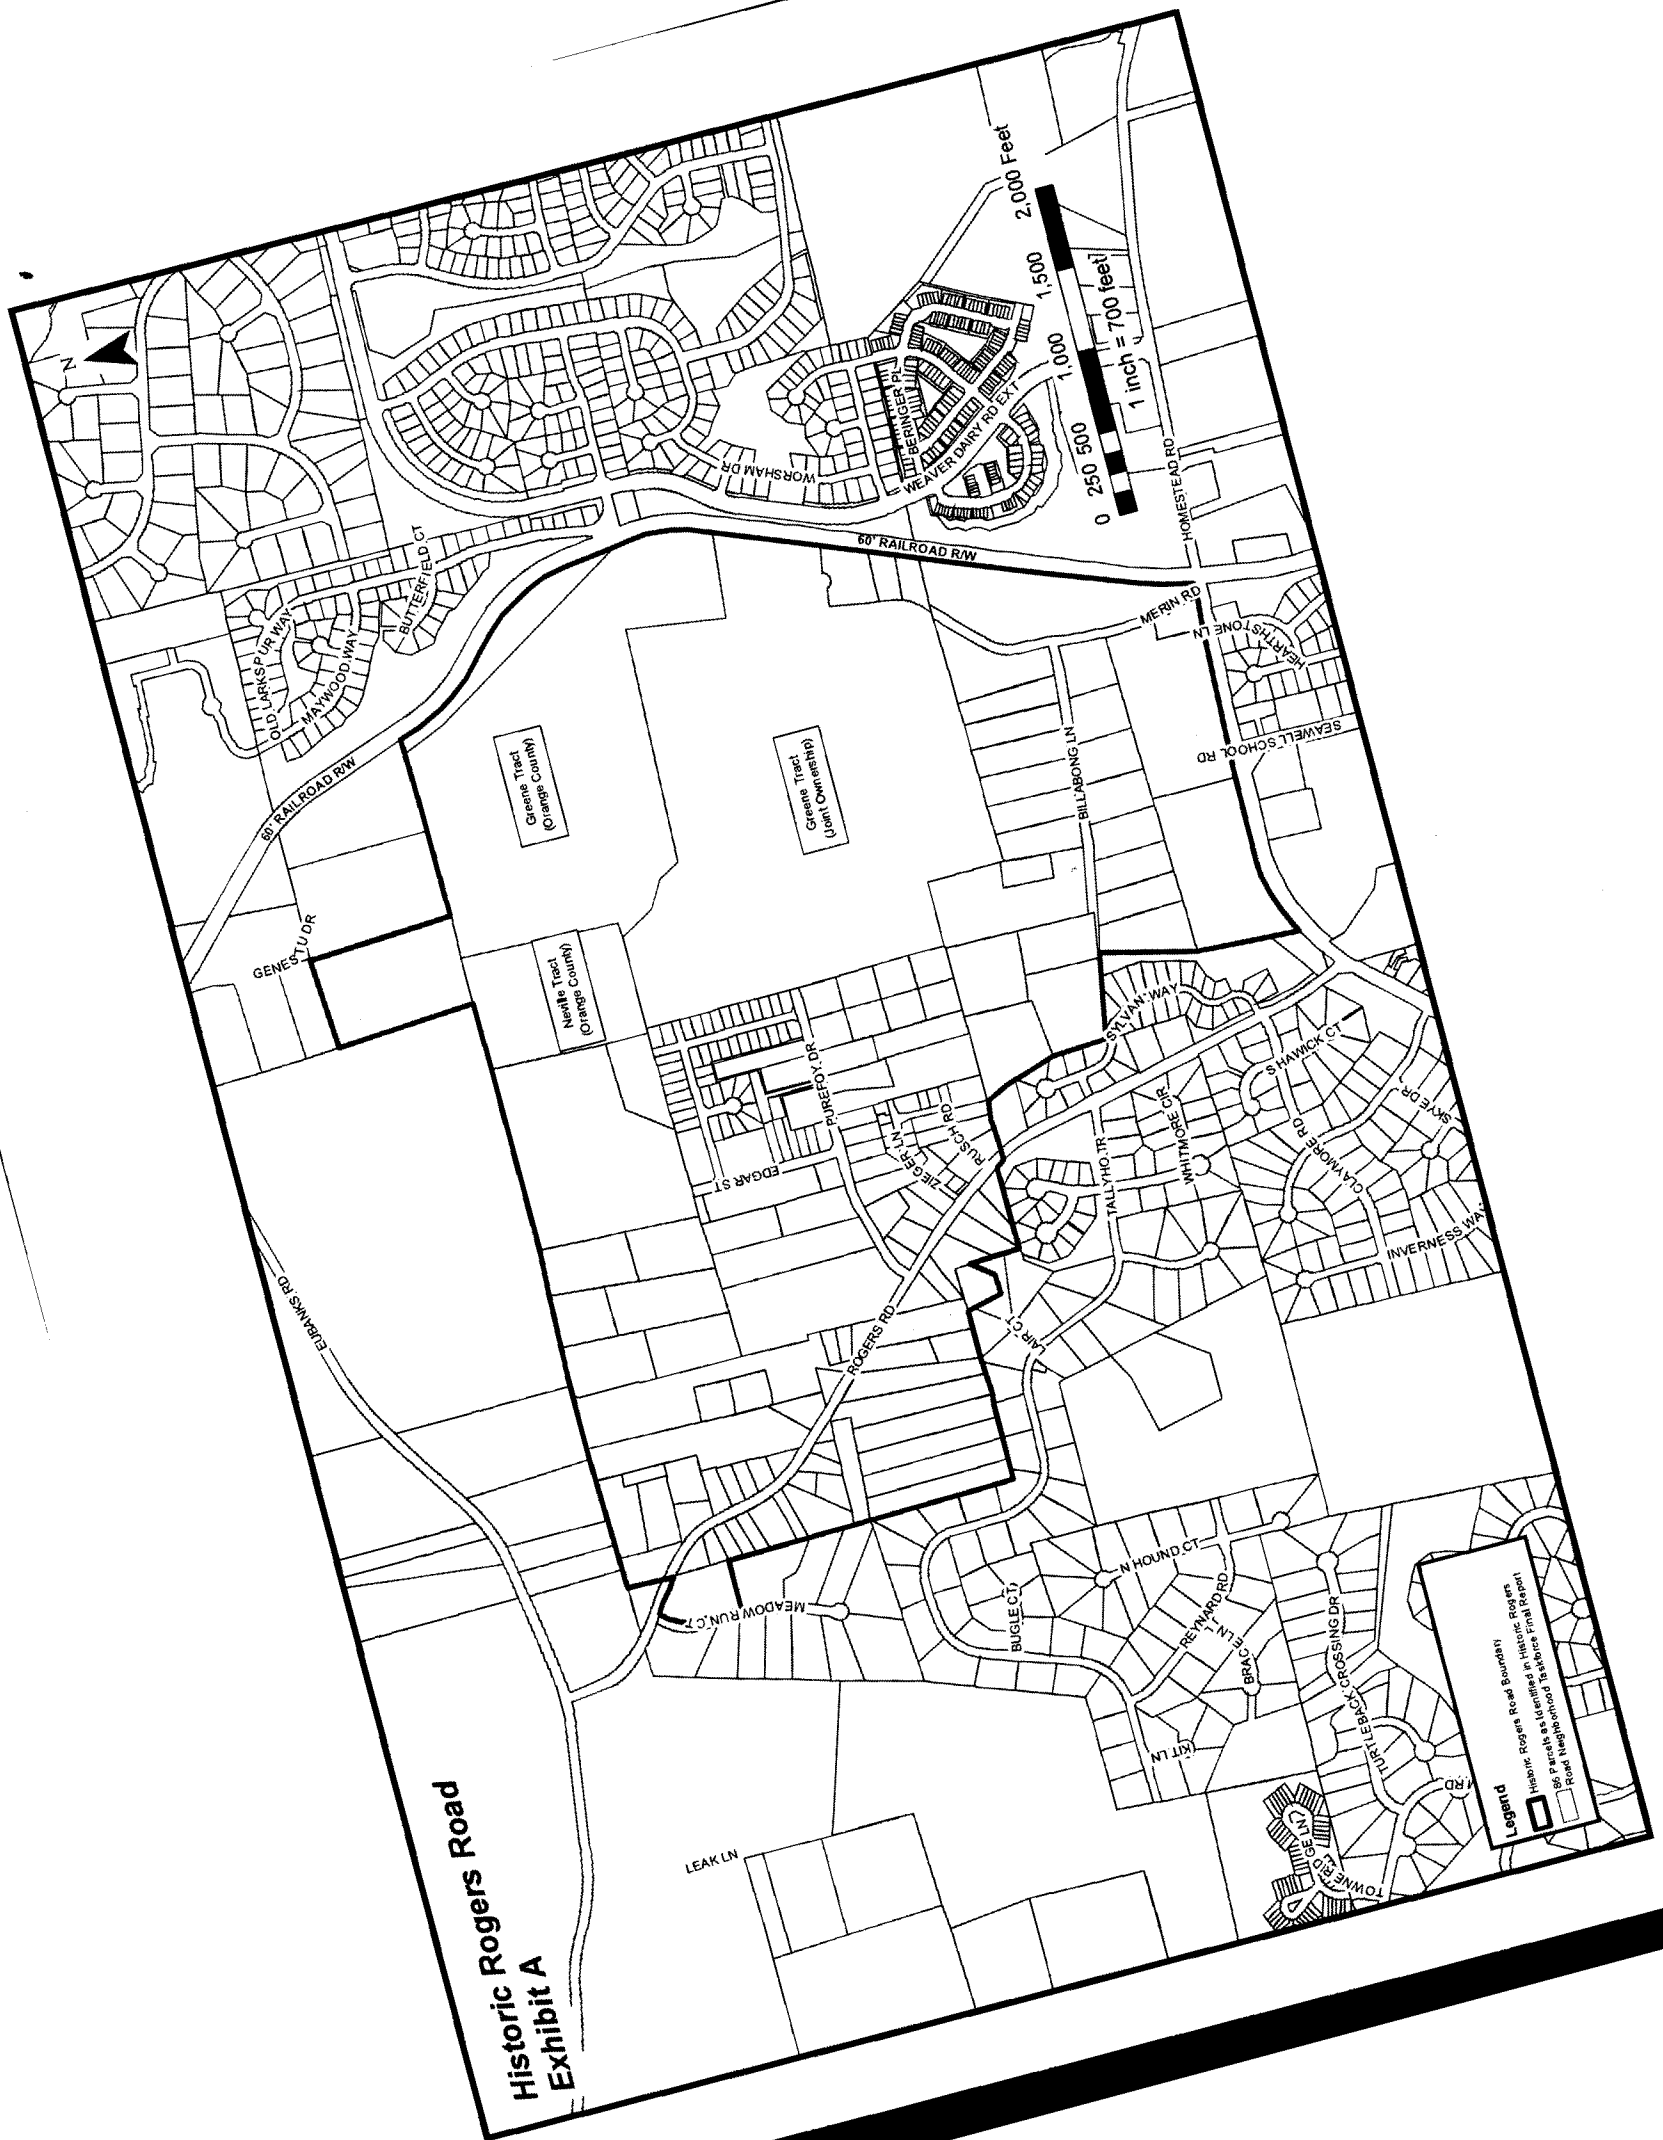 Historic Rogers Road
Exhibit A
N
EUBANKS RD
GENESTU DR
60' RAILROAD R/W
OLD LARKSPUR WAY
MAYWOOD WAY
BUTTERFIELD CT
Greene Tract
(Orange County)
Greene Tract
(Joint Ownership)
Neville Tract
(Orange County)
WORSHAM DR
BERINGER PL
WEAVER DAIRY RD EXT
60' RAILROAD R/W
MERIN RD
HOMESTEAD RD
HEARTHSTONE LN
SEAWELL SCHOOL RD
BILLABONG LN
PUREFOY DR
EDGAR ST
ZIEGER LN
RUSCH RD
ROGERS RD
SYLVAN WAY
S HAWICK CT
TALLYHO TR
WHITMORE CIR
CLAYMORE RD
SKYE DR
INVERNESS WAY
LAIR CT
MEADOW RUN CT
BUGLE CT
N HOUND CT
REYNARD RD
BRACE LN
KIT LN
TURTLEBACK CROSSING DR
TOWNE RIDGE LN
LEAK LN
0 250 500 1,000 1,500 2,000 Feet
1 inch = 700 feet
Legend
Historic Rogers Road Boundary
86 Parcels as Identified in Historic Rogers
Road Neighborhood Taskforce Final Report